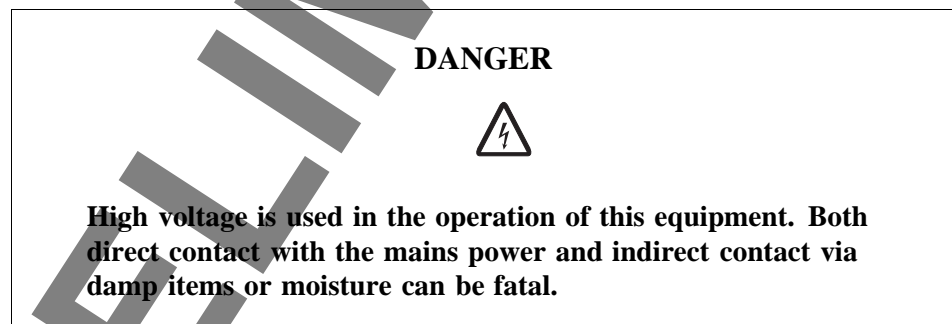 DANGER
High voltage is used in the operation of this equipment. Both
direct contact with the mains power and indirect contact via
damp items or moisture can be fatal.
ELIM